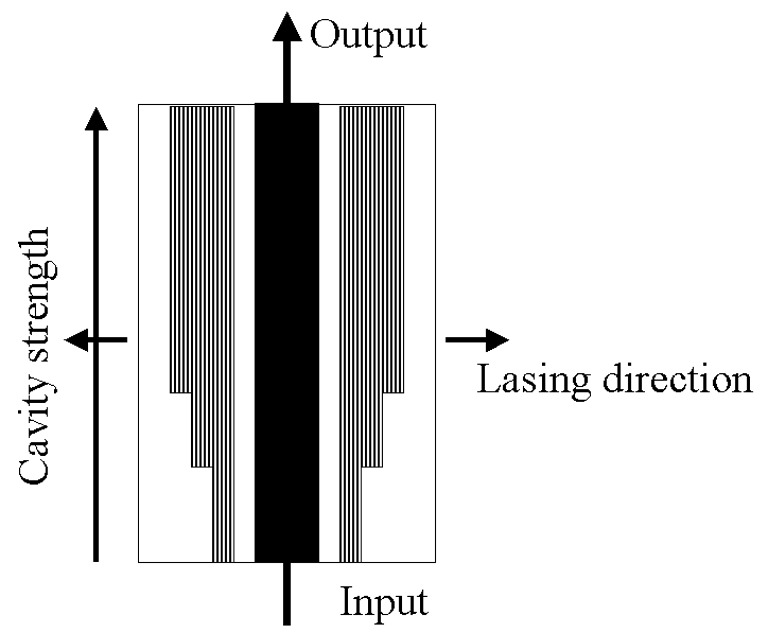 Output
Cavity strength
Lasing direction
Input